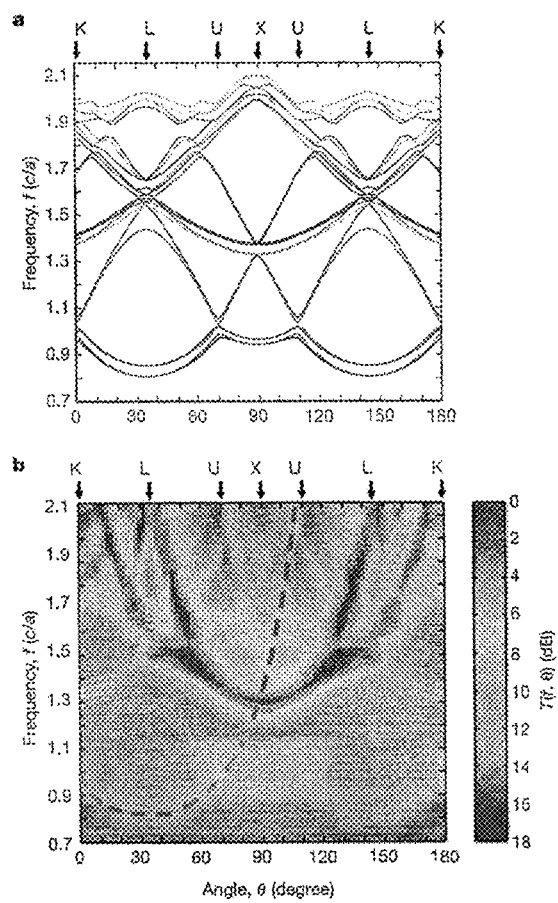 a
K L U X U L K
2.1
1.9
1.7
1.5
1.3
1.1
0.9
0.7
Frequency, f (c/a)
0 30 60 90 120 150 180
Angle, θ (degree)
b
K L U X U L K
2.1
1.9
1.7
1.5
1.3
1.1
0.9
0.7
Frequency, f (c/a)
0 30 60 90 120 150 180
Angle, θ (degree)
0
2
4
6
8
10
12
14
16
18
T(f, θ) (dB)